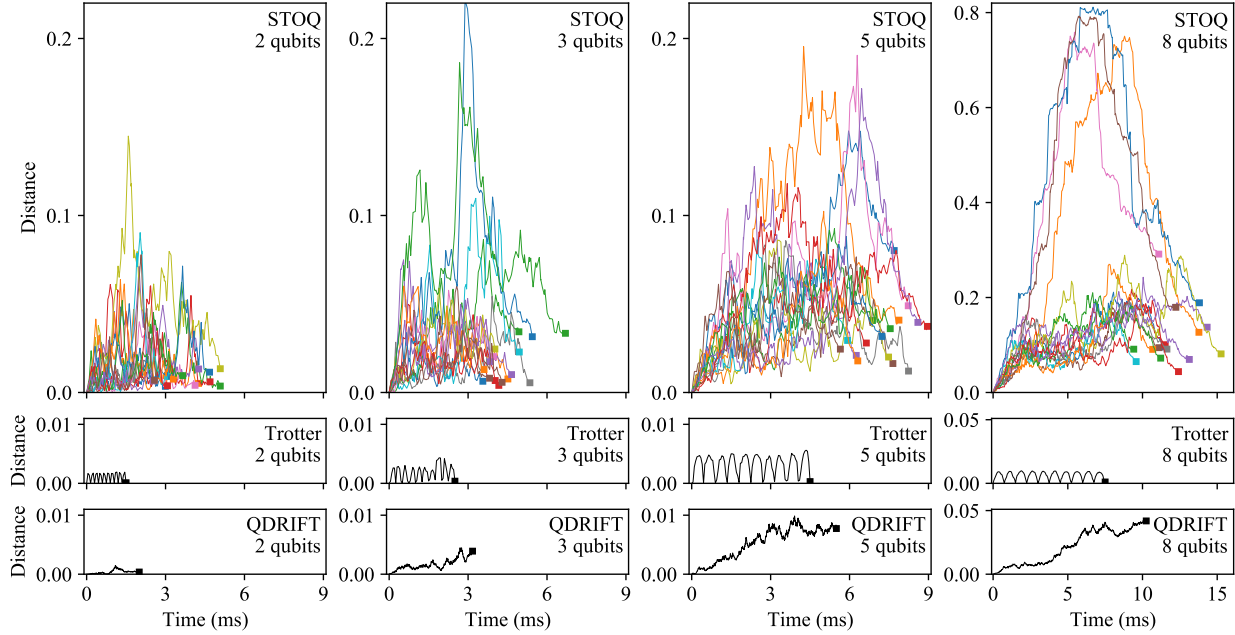 STOQ
2 qubits
STOQ
3 qubits
STOQ
5 qubits
STOQ
8 qubits
Distance
0.2
0.1
0.0
0.2
0.1
0.0
0.2
0.1
0.0
0.8
0.6
0.4
0.2
0.0
Trotter
2 qubits
Trotter
3 qubits
Trotter
5 qubits
Trotter
8 qubits
Distance
0.01
0.00
0.01
0.00
0.01
0.00
0.05
0.00
QDRIFT
2 qubits
QDRIFT
3 qubits
QDRIFT
5 qubits
QDRIFT
8 qubits
Distance
0.01
0.00
0.01
0.00
0.01
0.00
0.05
0.00
0 3 6 9
0 3 6 9
0 3 6 9
0 5 10 15
Time (ms)
Time (ms)
Time (ms)
Time (ms)